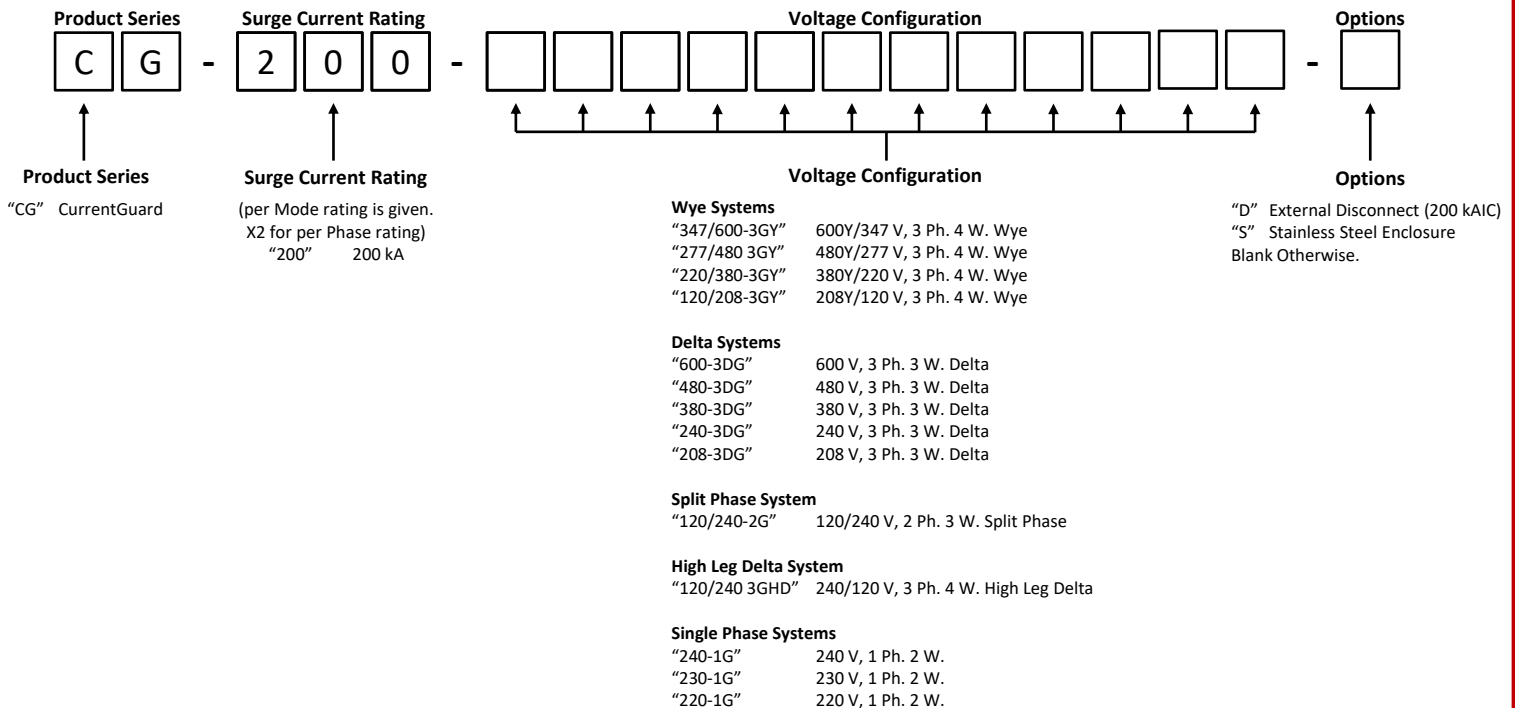 Product Series
Surge Current Rating
Voltage Configuration
Options
C G - 2 0 0 - -
Product Series
“CG” CurrentGuard
Surge Current Rating
(per Mode rating is given.
X2 for per Phase rating)
“200” 200 kA
Voltage Configuration
Wye Systems
“347/600-3GY” 600Y/347 V, 3 Ph. 4 W. Wye
“277/480 3GY” 480Y/277 V, 3 Ph. 4 W. Wye
“220/380-3GY” 380Y/220 V, 3 Ph. 4 W. Wye
“120/208-3GY” 208Y/120 V, 3 Ph. 4 W. Wye
Delta Systems
“600-3DG” 600 V, 3 Ph. 3 W. Delta
“480-3DG” 480 V, 3 Ph. 3 W. Delta
“380-3DG” 380 V, 3 Ph. 3 W. Delta
“240-3DG” 240 V, 3 Ph. 3 W. Delta
“208-3DG” 208 V, 3 Ph. 3 W. Delta
Split Phase System
“120/240-2G” 120/240 V, 2 Ph. 3 W. Split Phase
High Leg Delta System
“120/240 3GHD” 240/120 V, 3 Ph. 4 W. High Leg Delta
Single Phase Systems
“240-1G” 240 V, 1 Ph. 2 W.
“230-1G” 230 V, 1 Ph. 2 W.
“220-1G” 220 V, 1 Ph. 2 W.
Options
“D” External Disconnect (200 kAIC)
“S” Stainless Steel Enclosure
Blank Otherwise.